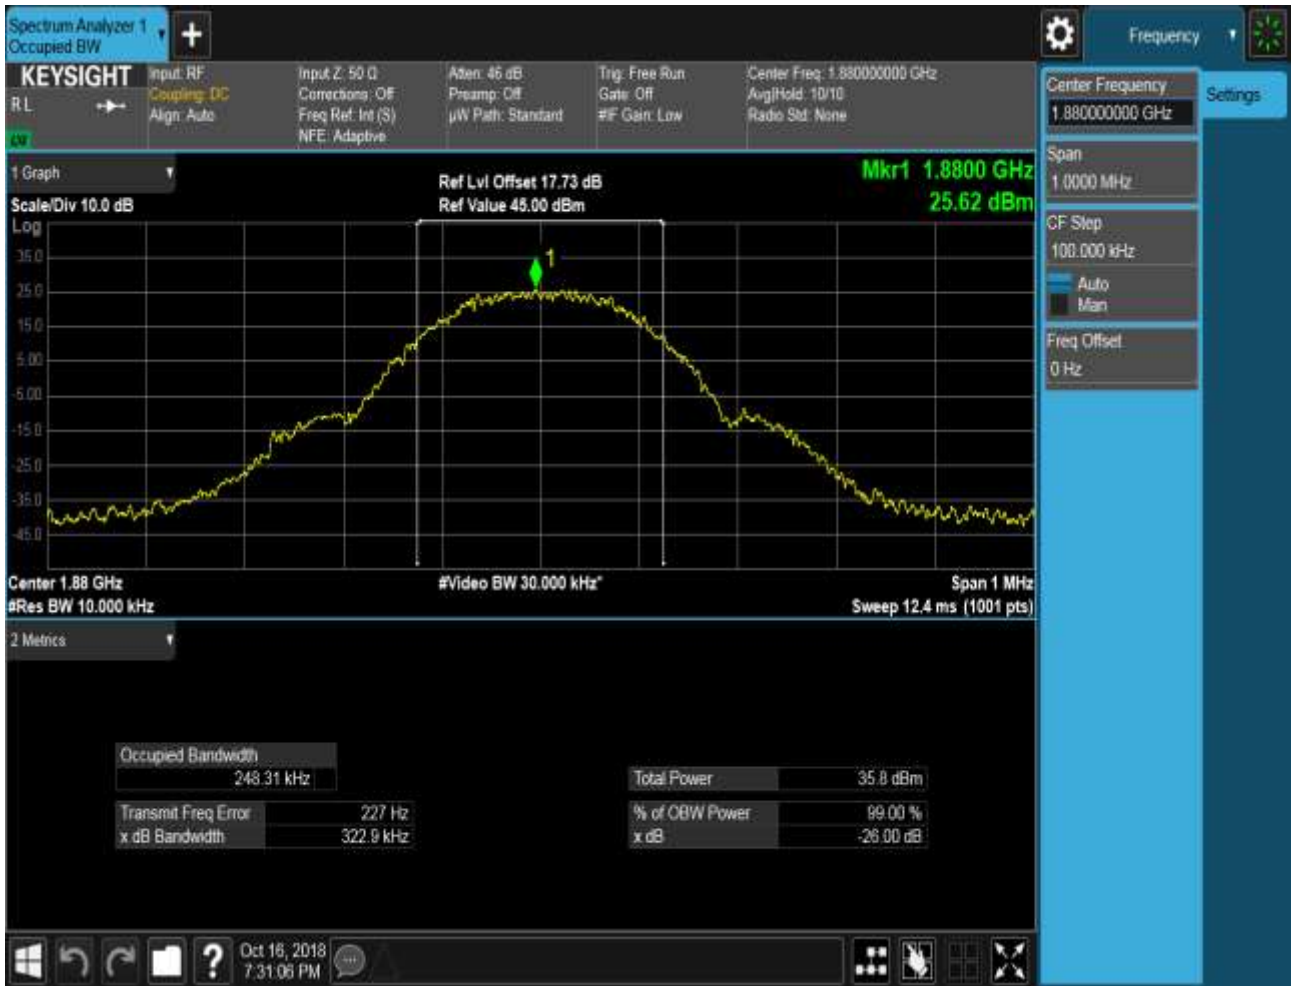 Spectrum Analyzer 1
Occupied BW
Frequency
KEYSIGHT
R L
LXI
Input: RF
Coupling: DC
Align: Auto
Input Z: 50 Ω
Corrections: Off
Freq Ref: Int (S)
NFE: Adaptive
Atten: 46 dB
Preamp: Off
µW Path: Standard
Trig: Free Run
Gate: Off
#IF Gain: Low
Center Freq: 1.880000000 GHz
Avg|Hold: 10/10
Radio Std: None
Center Frequency
1.880000000 GHz
Settings
Span
1.0000 MHz
CF Step
100.000 kHz
Auto
Man
Freq Offset
0 Hz
1 Graph
Scale/Div 10.0 dB
Ref Lvl Offset 17.73 dB
Ref Value 45.00 dBm
Mkr1 1.8800 GHz
25.62 dBm
Log
35.0
25.0
15.0
5.00
-5.00
-15.0
-25.0
-35.0
-45.0
1
Center 1.88 GHz
#Video BW 30.000 kHz*
Span 1 MHz
#Res BW 10.000 kHz
Sweep 12.4 ms (1001 pts)
2 Metrics
Occupied Bandwidth
248.31 kHz
Total Power 35.8 dBm
Transmit Freq Error 227 Hz
% of OBW Power 99.00 %
x dB Bandwidth 322.9 kHz
x dB -26.00 dB
?
Oct 16, 2018
7:31:06 PM